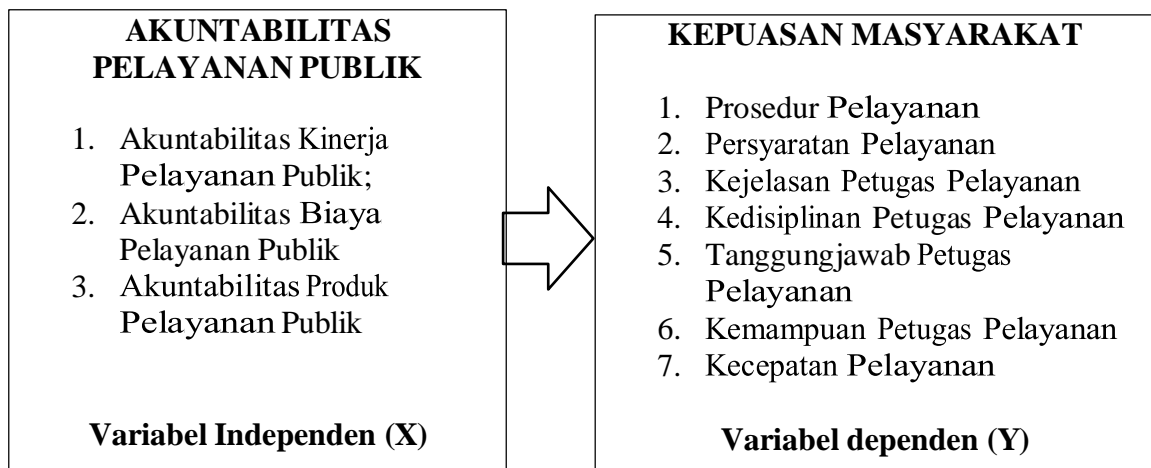 AKUNTABILITAS
PELAYANAN PUBLIK
1. Akuntabilitas Kinerja
Pelayanan Publik;
2. Akuntabilitas Biaya
Pelayanan Publik
3. Akuntabilitas Produk
Pelayanan Publik
Variabel Independen (X)
KEPUASAN MASYARAKAT
1. Prosedur Pelayanan
2. Persyaratan Pelayanan
3. Kejelasan Petugas Pelayanan
4. Kedisiplinan Petugas Pelayanan
5. Tanggungjawab Petugas
Pelayanan
6. Kemampuan Petugas Pelayanan
7. Kecepatan Pelayanan
Variabel dependen (Y)